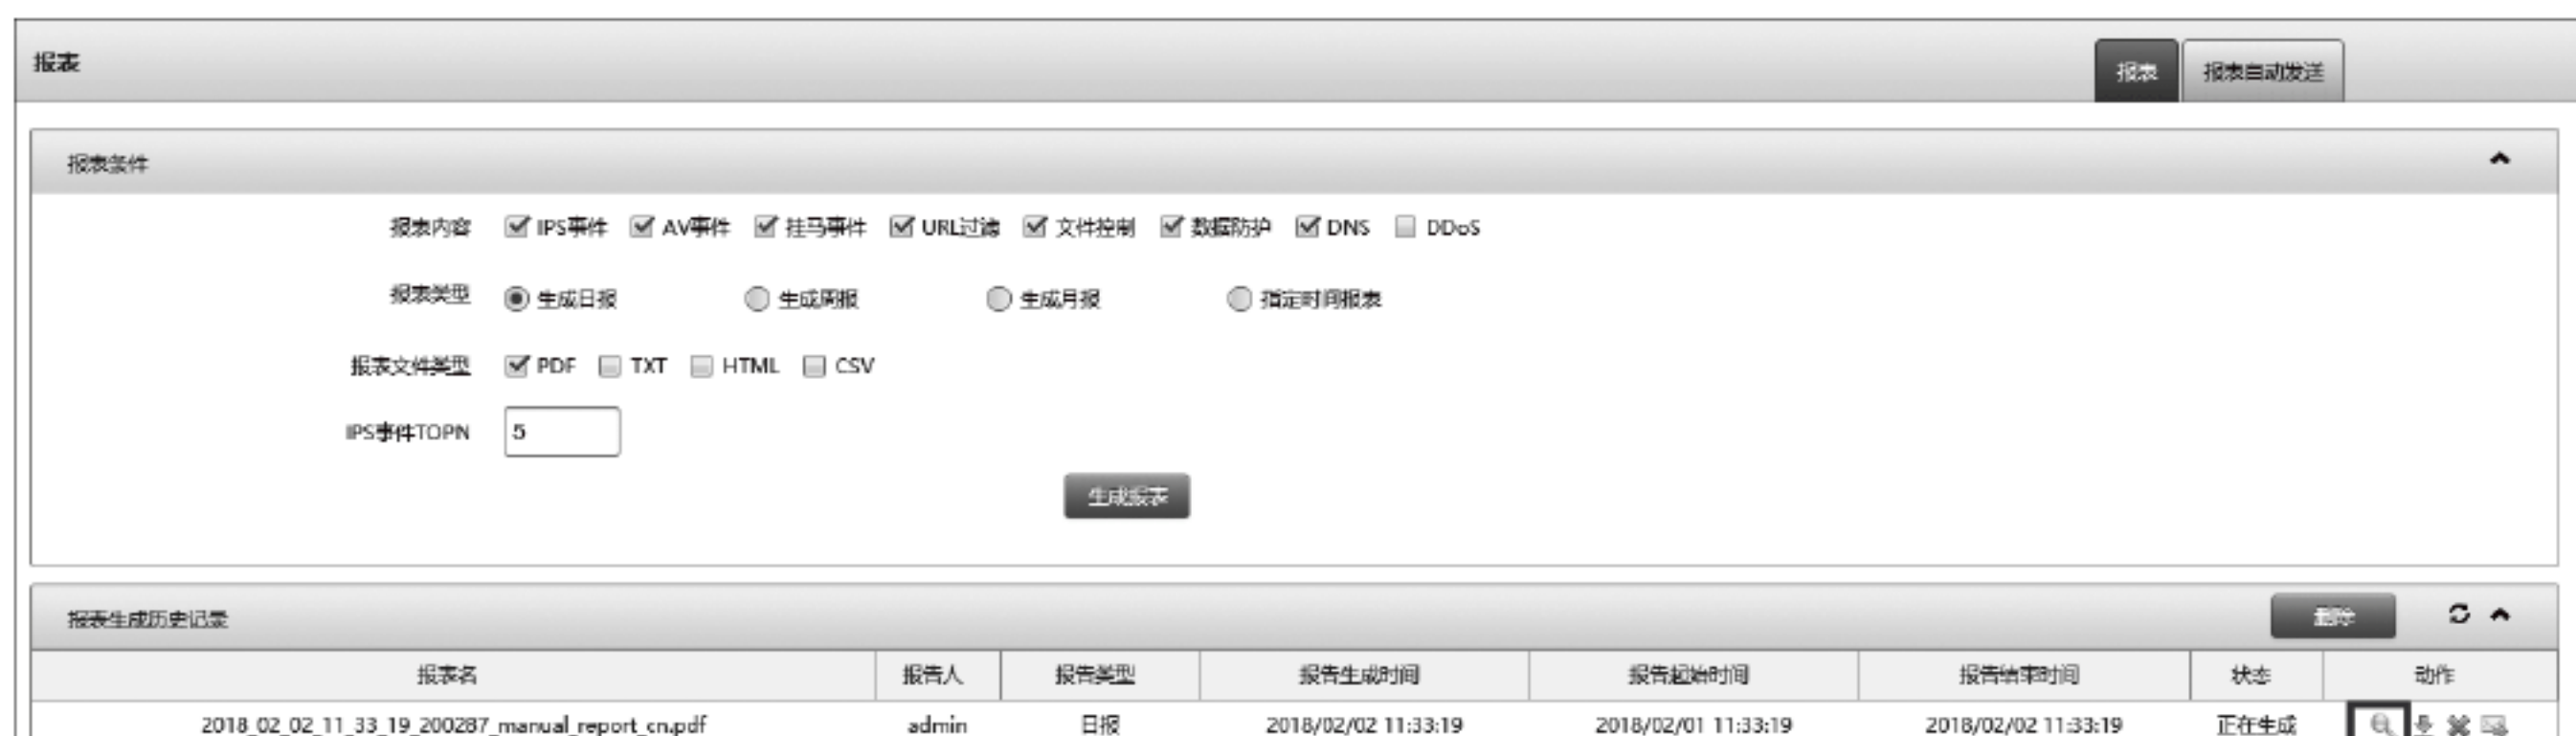 报表
报表 报表自动发送
报表条件
报表内容 IPS事件 AV事件 挂马事件 URL过滤 文件控制 数据防护 DNS DDoS
报表类型 生成日报 生成周报 生成月报 指定时间报表
报表文件类型 PDF TXT HTML CSV
IPS事件TOPN 5
生成报表
报表生成历史记录 删除
报表名 报告人 报告类型 报告生成时间 报告起始时间 报告结束时间 状态 动作
2018_02_02_11_33_19_200287_manual_report_cn.pdf admin 日报 2018/02/02 11:33:19 2018/02/01 11:33:19 2018/02/02 11:33:19 正在生成